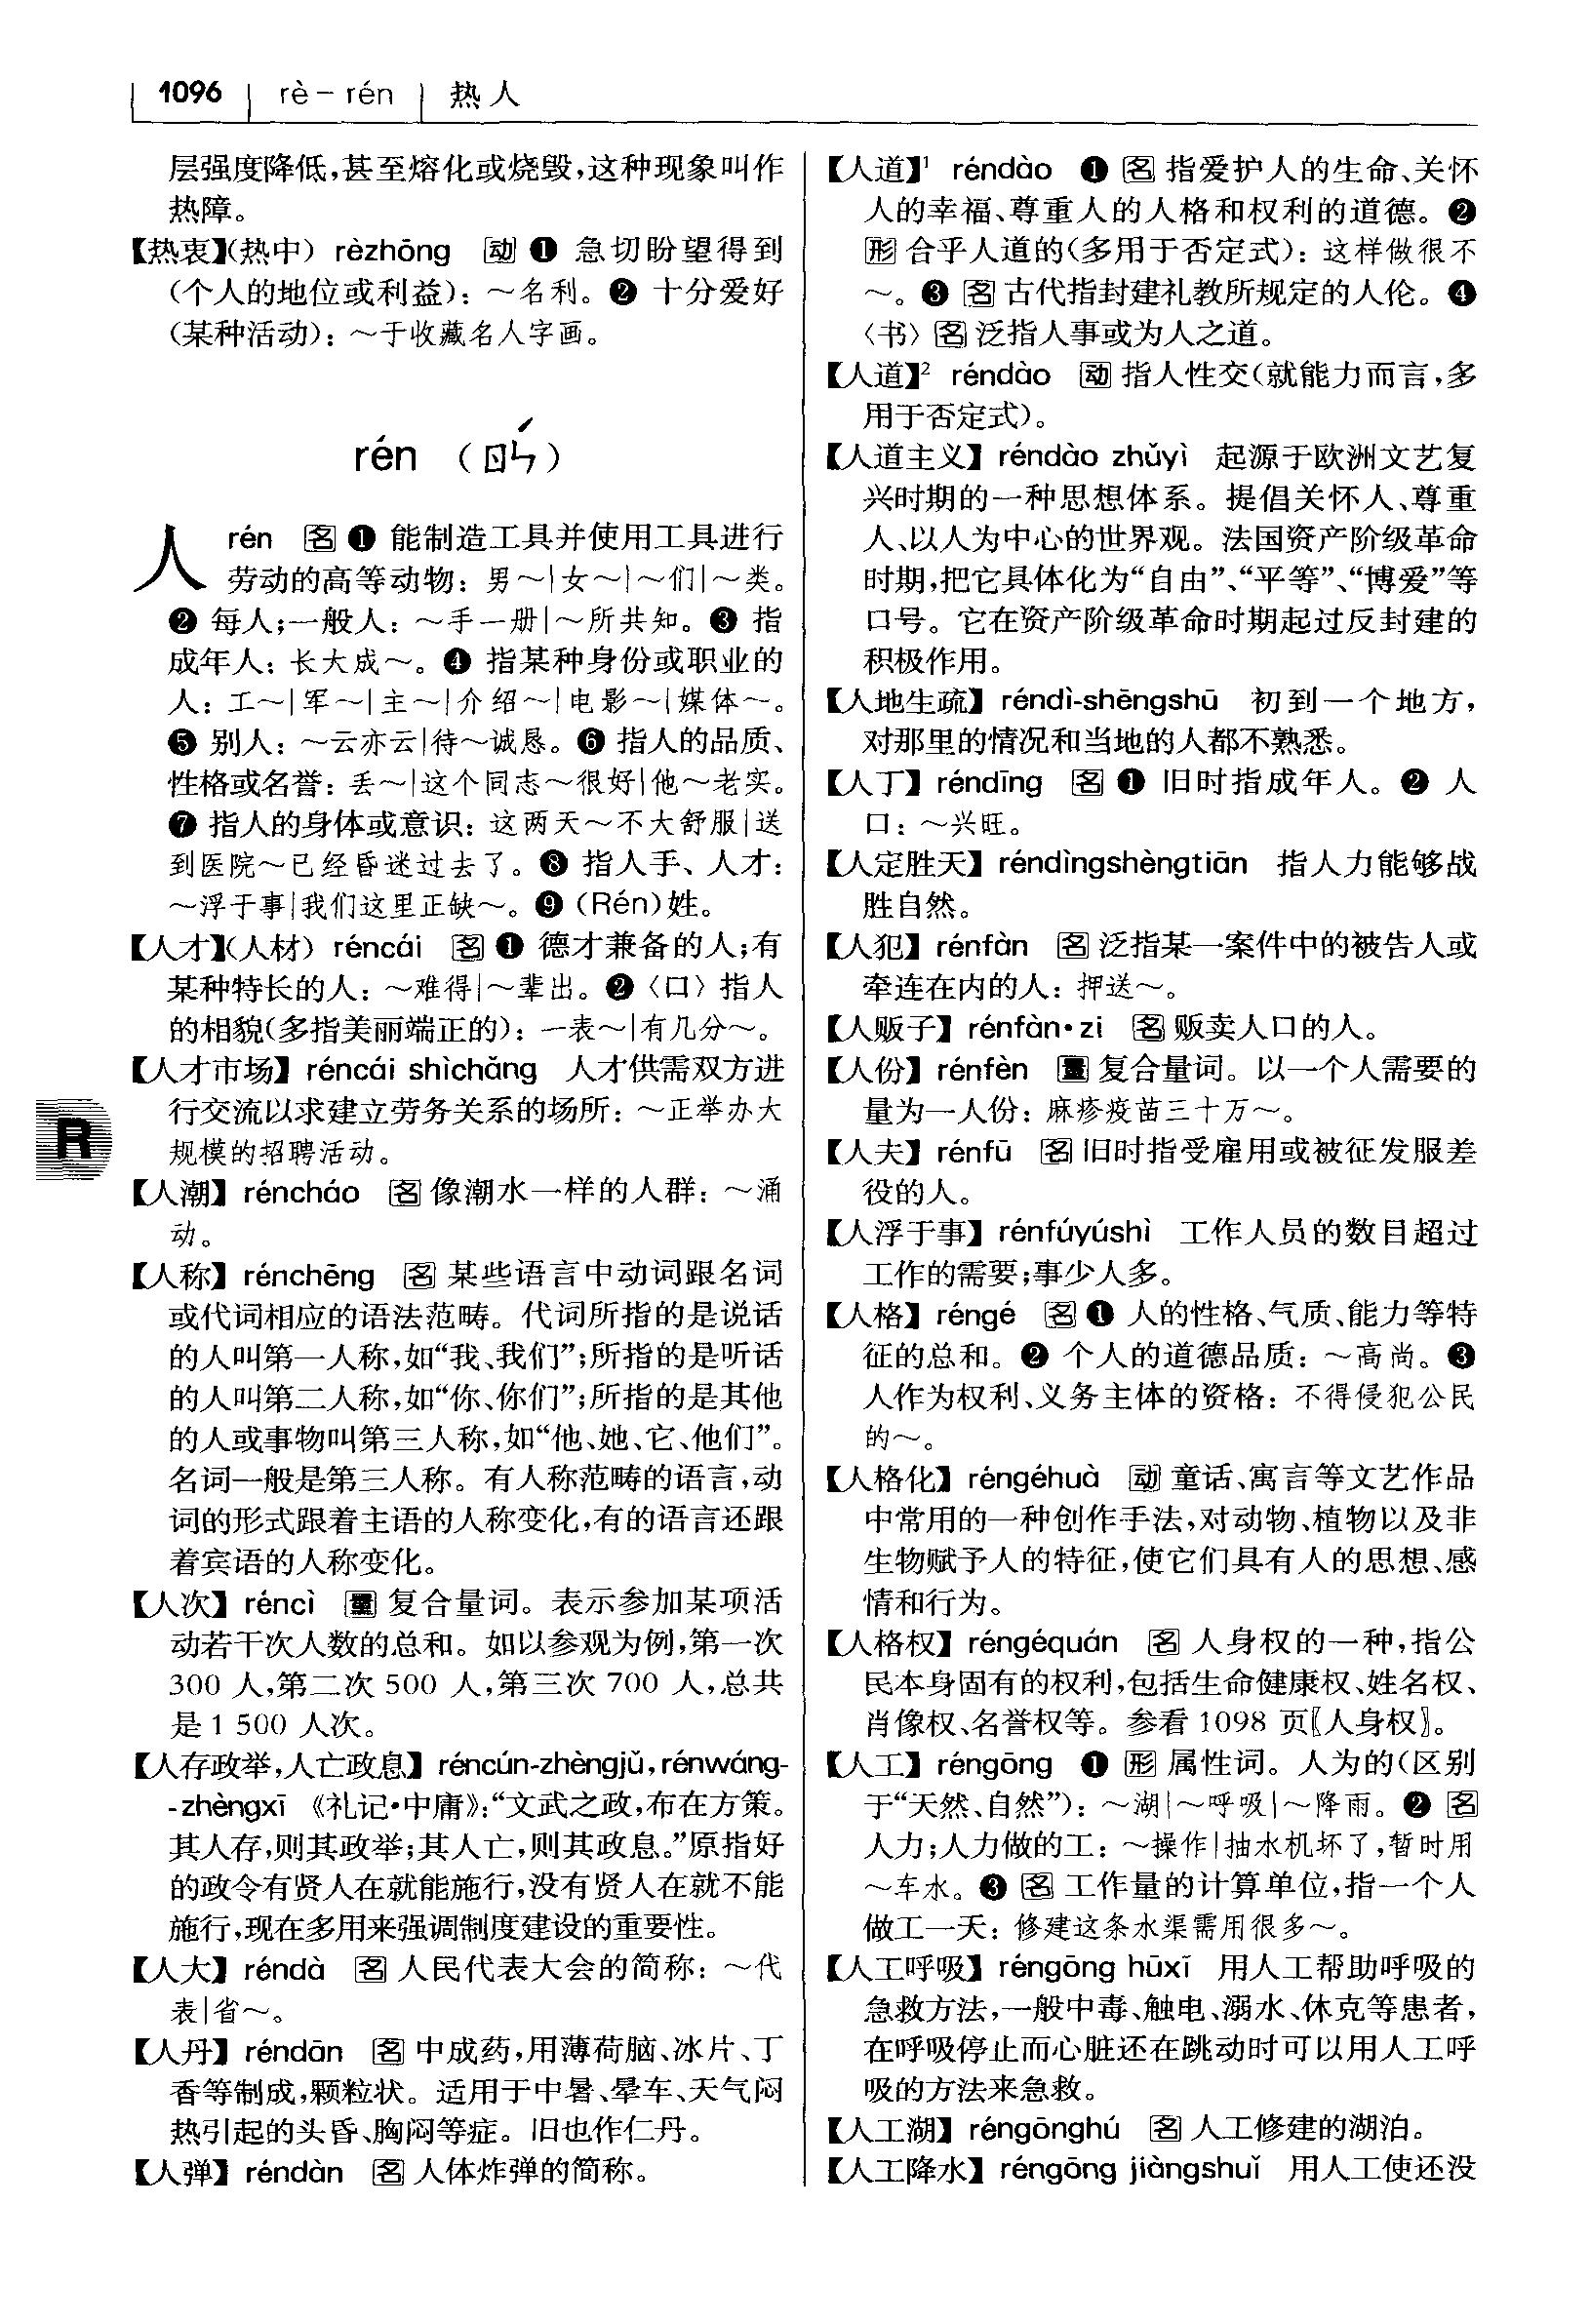 1096 rè－rén 热人
层强度降低,甚至熔化或烧毁,这种现象叫作
热障。
【热衷】(热中) rèzhōng 动 ❶ 急切盼望得到
(个人的地位或利益)：～名利。❷ 十分爱好
(某种活动)：～于收藏名人字画。
rén (ㄖㄣˊ)
人 rén 名 ❶ 能制造工具并使用工具进行
劳动的高等动物：男～|女～|～们|～类。
❷ 每人;一般人：～手一册|～所共知。❸ 指
成年人：长大成～。❹ 指某种身份或职业的
人：工～|军～|主～|介绍～|电影～|媒体～。
❺ 别人：～云亦云|待～诚恳。❻ 指人的品质、
性格或名誉：丢～|这个同志～很好|他～老实。
❼ 指人的身体或意识：这两天～不大舒服|送
到医院～已经昏迷过去了。❽ 指人手、人才：
～浮于事|我们这里正缺～。❾ (Rén)姓。
【人才】(人材) réncái 名 ❶ 德才兼备的人;有
某种特长的人：～难得|～辈出。❷〈口〉指人
的相貌(多指美丽端正的)：一表～|有几分～。
【人才市场】réncái shìchǎng 人才供需双方进
行交流以求建立劳务关系的场所：～正举办大
规模的招聘活动。
【人潮】réncháo 名 像潮水一样的人群：～涌
动。
【人称】rénchēng 名 某些语言中动词跟名词
或代词相应的语法范畴。代词所指的是说话
的人叫第一人称,如“我、我们”;所指的是听话
的人叫第二人称,如“你、你们”;所指的是其他
的人或事物叫第三人称,如“他、她、它、他们”。
名词一般是第三人称。有人称范畴的语言,动
词的形式跟着主语的人称变化,有的语言还跟
着宾语的人称变化。
【人次】réncì 量 复合量词。表示参加某项活
动若干次人数的总和。如以参观为例,第一次
300 人,第二次 500 人,第三次 700 人,总共
是 1 500 人次。
【人存政举,人亡政息】réncún-zhèngjǔ,rénwáng-
-zhèngxī 《礼记·中庸》：“文武之政,布在方策。
其人存,则其政举;其人亡,则其政息。”原指好
的政令有贤人在就能施行,没有贤人在就不能
施行,现在多用来强调制度建设的重要性。
【人大】réndà 名 人民代表大会的简称：～代
表|省～。
【人丹】réndān 名 中成药,用薄荷脑、冰片、丁
香等制成,颗粒状。适用于中暑、晕车、天气闷
热引起的头昏、胸闷等症。旧也作仁丹。
【人弹】réndàn 名 人体炸弹的简称。
R
【人道】¹ réndào ❶ 名 指爱护人的生命、关怀
人的幸福、尊重人的人格和权利的道德。❷
形 合乎人道的(多用于否定式)：这样做很不
～。❸ 名 古代指封建礼教所规定的人伦。❹
〈书〉名 泛指人事或为人之道。
【人道】² réndào 动 指人性交(就能力而言,多
用于否定式)。
【人道主义】réndào zhǔyì 起源于欧洲文艺复
兴时期的一种思想体系。提倡关怀人、尊重
人、以人为中心的世界观。法国资产阶级革命
时期,把它具体化为“自由”、“平等”、“博爱”等
口号。它在资产阶级革命时期起过反封建的
积极作用。
【人地生疏】réndì-shēngshū 初到一个地方,
对那里的情况和当地的人都不熟悉。
【人丁】réndīng 名 ❶ 旧时指成年人。❷ 人
口：～兴旺。
【人定胜天】réndìngshèngtiān 指人力能够战
胜自然。
【人犯】rénfàn 名 泛指某一案件中的被告人或
牵连在内的人：押送～。
【人贩子】rénfàn·zi 名 贩卖人口的人。
【人份】rénfèn 量 复合量词。以一个人需要的
量为一人份：麻疹疫苗三十万～。
【人夫】rénfū 名 旧时指受雇用或被征发服差
役的人。
【人浮于事】rénfúyúshì 工作人员的数目超过
工作的需要;事少人多。
【人格】réngé 名 ❶ 人的性格、气质、能力等特
征的总和。❷ 个人的道德品质：～高尚。❸
人作为权利、义务主体的资格：不得侵犯公民
的～。
【人格化】réngéhuà 动 童话、寓言等文艺作品
中常用的一种创作手法,对动物、植物以及非
生物赋予人的特征,使它们具有人的思想、感
情和行为。
【人格权】réngéquán 名 人身权的一种,指公
民本身固有的权利,包括生命健康权、姓名权、
肖像权、名誉权等。参看 1098 页〖人身权〗。
【人工】réngōng ❶ 形 属性词。人为的(区别
于“天然、自然”)：～湖|～呼吸|～降雨。❷ 名
人力;人力做的工：～操作|抽水机坏了,暂时用
～车水。❸ 名 工作量的计算单位,指一个人
做工一天：修建这条水渠需用很多～。
【人工呼吸】réngōng hūxī 用人工帮助呼吸的
急救方法,一般中毒、触电、溺水、休克等患者,
在呼吸停止而心脏还在跳动时可以用人工呼
吸的方法来急救。
【人工湖】réngōnghú 名 人工修建的湖泊。
【人工降水】réngōng jiàngshuǐ 用人工使还没